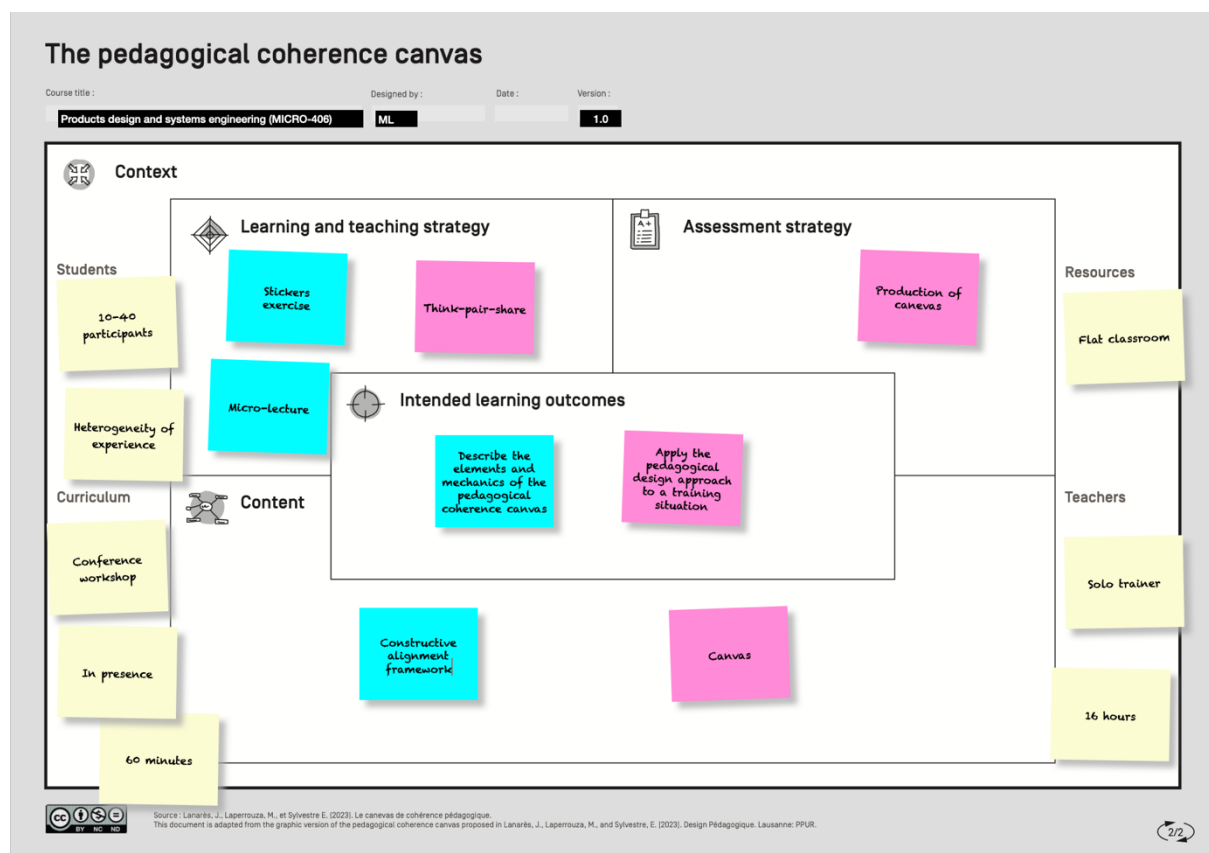 The pedagogical coherence canvas
Course title :
Designed by :
Date :
Version :
Products design and systems engineering (MICRO-406)
ML
1.0
Context
Learning and teaching strategy
Assessment strategy
Students
Resources
Stickers
exercise
Think-pair-share
Production of
canevas
10-40
participants
Flat classroom
Micro-lecture
Intended learning outcomes
Heterogeneity of
experience
Describe the
elements and
mechanics of the
pedagogical
coherence canvas
Apply the
pedagogical
design approach
to a training
situation
Curriculum
Content
Teachers
Conference
workshop
Solo trainer
Constructive
alignment
framework
Canvas
In presence
16 hours
60 minutes
A+
cc
BY NC ND
Source : Lanarès, J., Laperrouza, M., et Sylvestre E. (2023). Le canevas de cohérence pédagogique.
This document is adapted from the graphic version of the pedagogical coherence canvas proposed in Lanarès, J., Laperrouza, M., and Sylvestre, E. (2023). Design Pédagogique. Lausanne: PPUR.
2/2